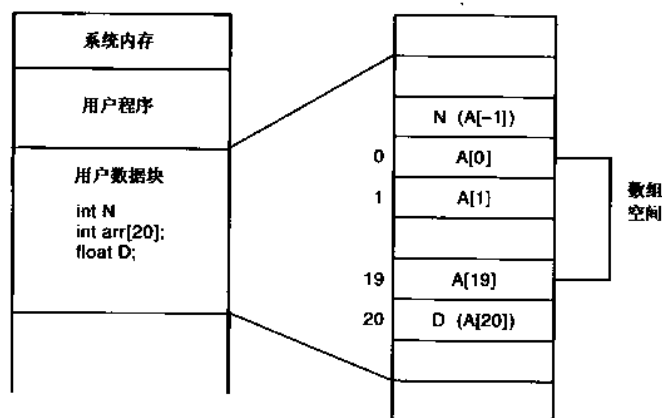 系统内存
用户程序
用户数据块
int N
int arr[20];
float D;
N (A[-1])
0 A[0]
1 A[1]
19 A[19]
20 D (A[20])
数组
空间